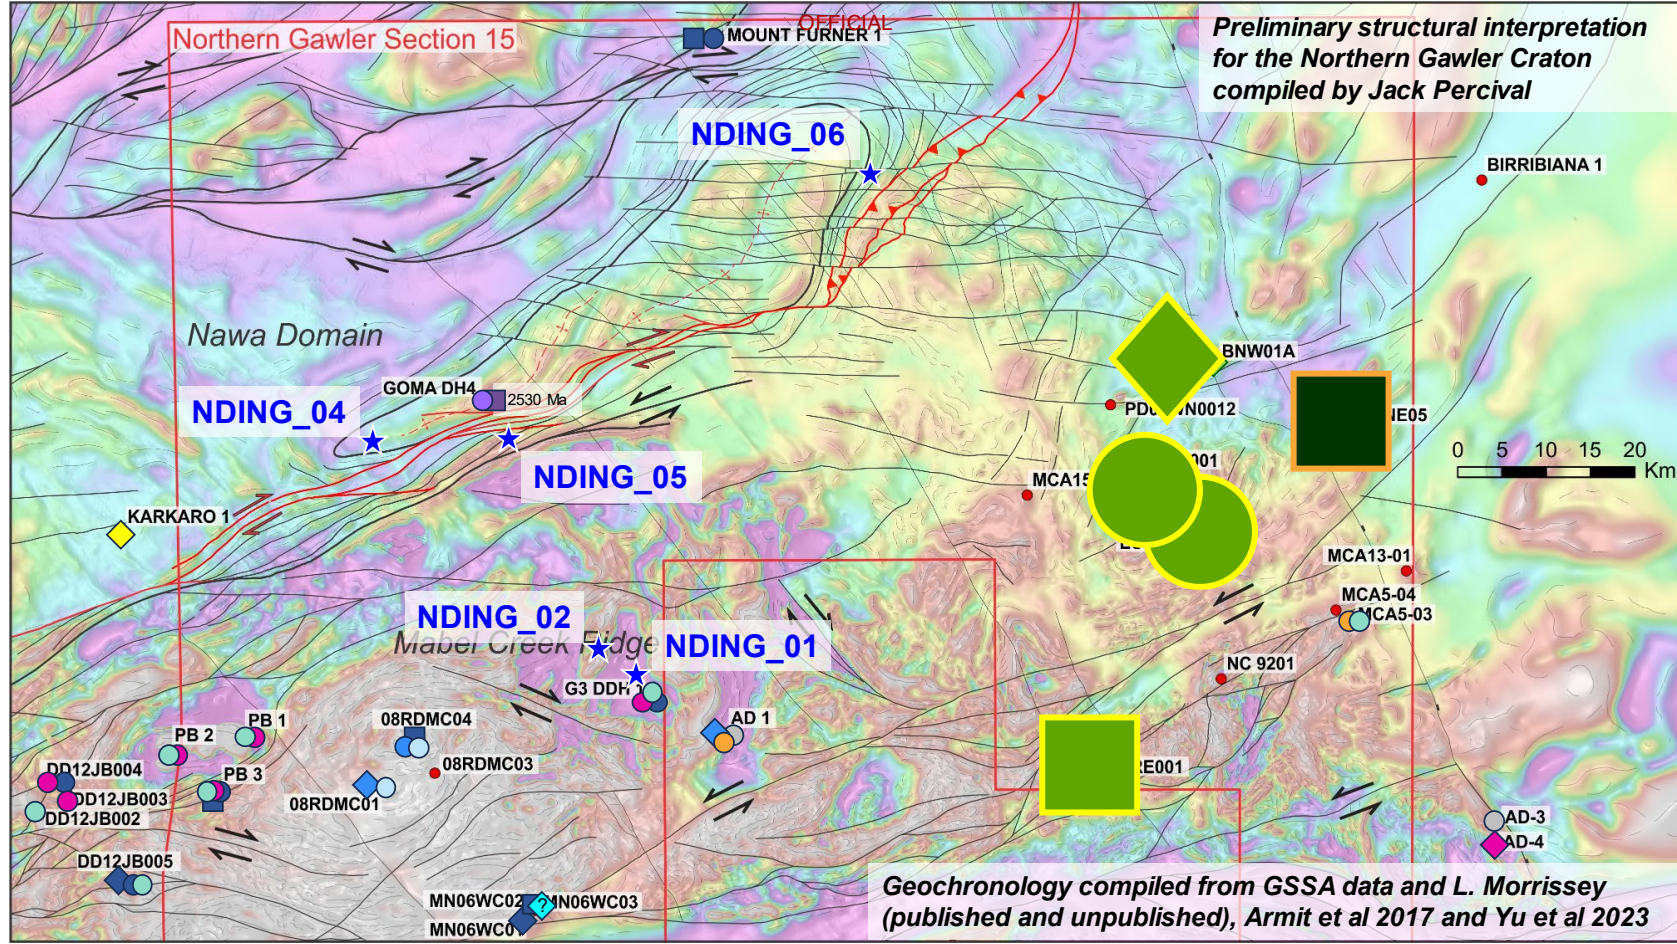 OFFICIAL
Northern Gawler Section 15
MOUNT FURNER 1
Preliminary structural interpretation
for the Northern Gawler Craton
compiled by Jack Percival
NDING_06
BIRRIBIANA 1
Nawa Domain
BNW01A
GOMA DH4
2530 Ma
NDING_04
PD0
N0012
NE05
0 5 10 15 20
Km
NDING_05
MCA15
001
KARKARO 1
MCA13-01
MCA5-04
MCA5-03
NDING_02
Mabel Creek Ridge
NDING_01
NC 9201
G3 DDH
AD 1
PB 1
PB 2
08RDMC04
08RDMC03
RE001
DD12JB004
PB 3
DD12JB003
08RDMC01
DD12JB002
AD-3
AD-4
DD12JB005
MN06WC02
?
MN06WC03
MN06WC01
Geochronology compiled from GSSA data and L. Morrissey
(published and unpublished), Armit et al 2017 and Yu et al 2023